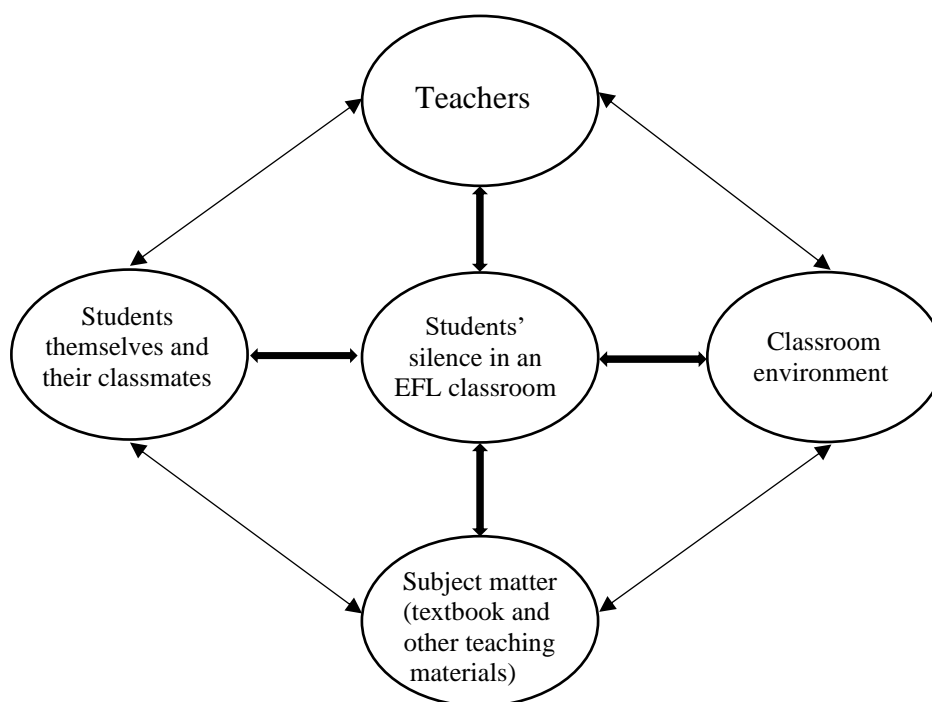 Teachers
Students
themselves and
their classmates
Students’
silence in an
EFL classroom
Classroom
environment
Subject matter
(textbook and
other teaching
materials)